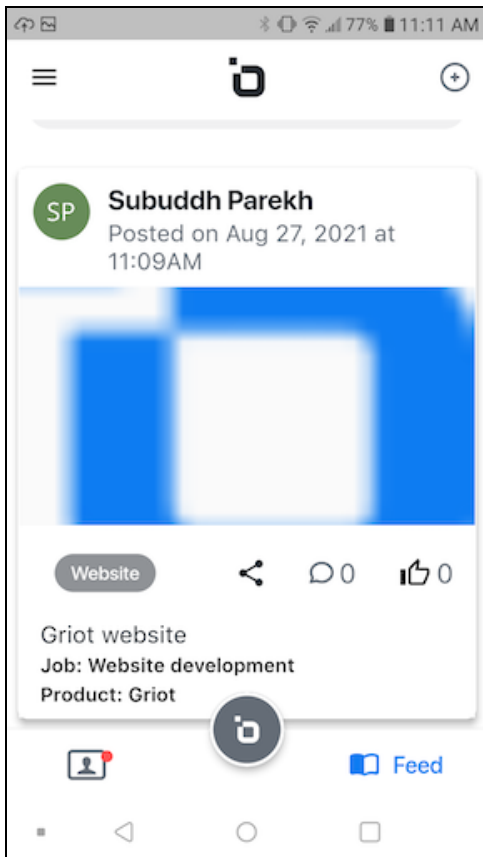 77% 11:11 AM
SP
Subuddh Parekh
Posted on Aug 27, 2021 at
11:09AM
Website
0
0
Griot website
Job: Website development
Product: Griot
Feed